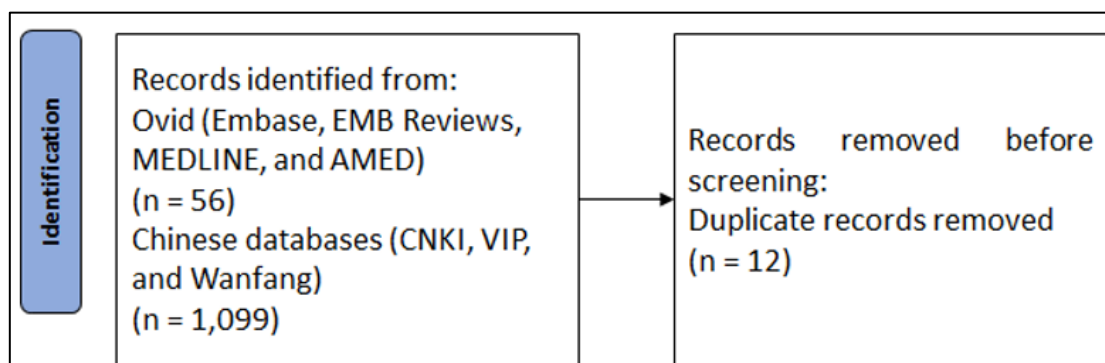 Identification
Records identified from:
Ovid (Embase, EMB Reviews,
MEDLINE, and AMED)
(n = 56)
Chinese databases (CNKI, VIP,
and Wanfang)
(n = 1,099)
Records removed before
screening:
Duplicate records removed
(n = 12)